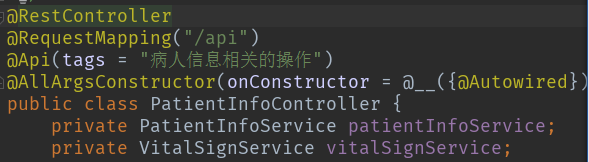 @RestController
@RequestMapping("/api")
@Api(tags = "病人信息相关的操作")
@AllArgsConstructor(onConstructor = @__({@Autowired})
public class PatientInfoController {
    private PatientInfoService patientInfoService;
    private VitalSignService vitalSignService;